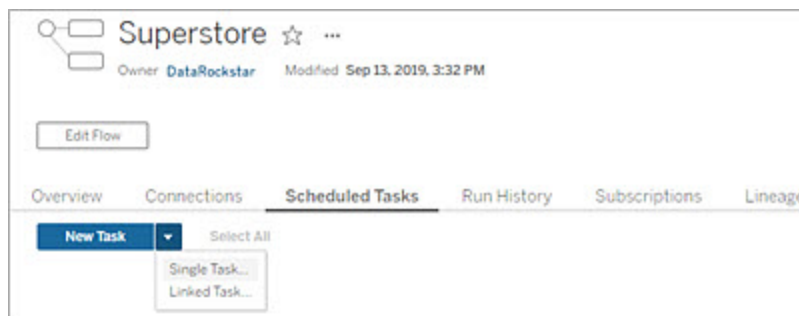 Superstore ☆ ...
Owner DataRockstar Modified Sep 13, 2019, 3:32 PM
Edit Flow
Overview Connections Scheduled Tasks Run History Subscriptions Lineage
New Task Select All
Single Task...
Linked Task...